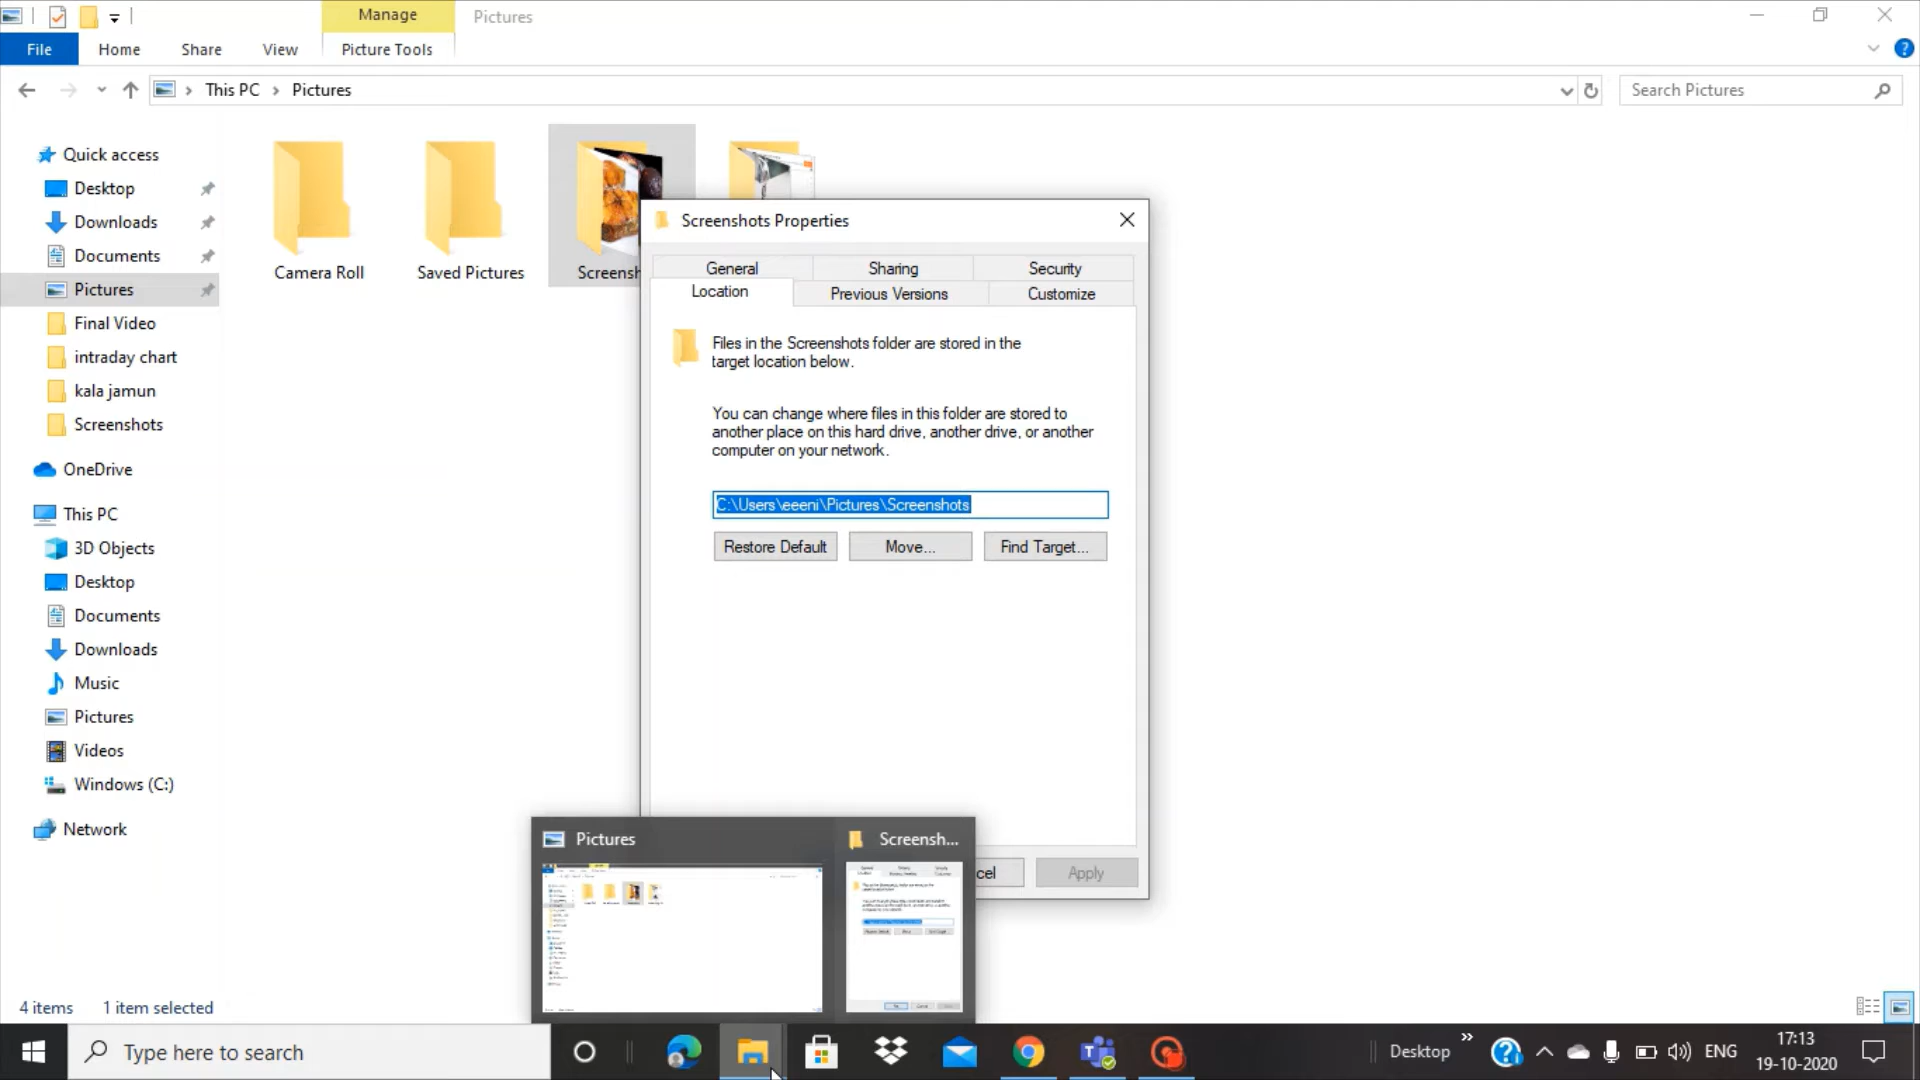 Manage
Pictures
File
Home
Share
View
Picture Tools
This PC
Pictures
Search Pictures
Quick access
Desktop
Downloads
Documents
Pictures
Final Video
intraday chart
kala jamun
Screenshots
OneDrive
This PC
3D Objects
Desktop
Documents
Downloads
Music
Pictures
Videos
Windows (C:)
Network
Camera Roll
Saved Pictures
Screensh
Screenshots Properties
General
Sharing
Security
Location
Previous Versions
Customize
Files in the Screenshots folder are stored in the
target location below.
You can change where files in this folder are stored to
another place on this hard drive, another drive, or another
computer on your network.
C:\Users\eeeni\Pictures\Screenshots
Restore Default
Move...
Find Target...
cel
Apply
Pictures
Screensh...
4 items
1 item selected
Type here to search
Desktop
ENG
17:13
19-10-2020